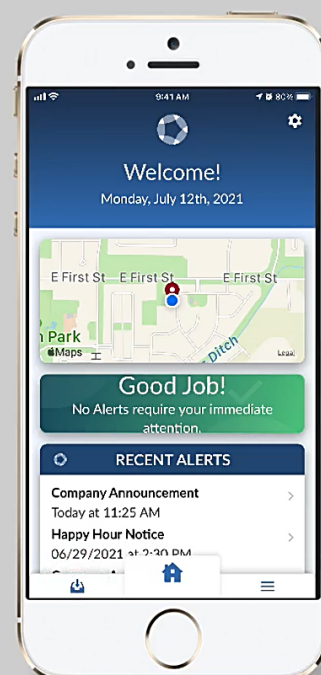 9:41 AM
80%
Welcome!
Monday, July 12th, 2021
E First St
E First St
E First St
Park
Maps
Ditch
Legal
Good Job!
No Alerts require your immediate
attention.
RECENT ALERTS
Company Announcement
Today at 11:25 AM
Happy Hour Notice
06/29/2021 at 2:30 PM